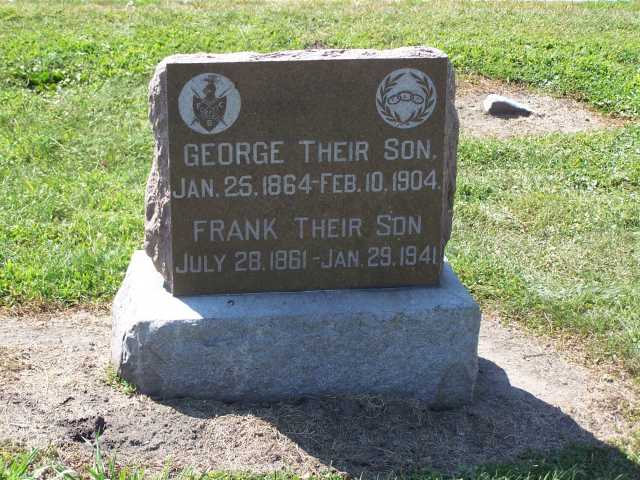 GEORGE THEIR SON.
JAN. 25. 1864-FEB. 10. 1904.
FRANK THEIR SON
JULY 28. 1861-JAN. 29. 1941